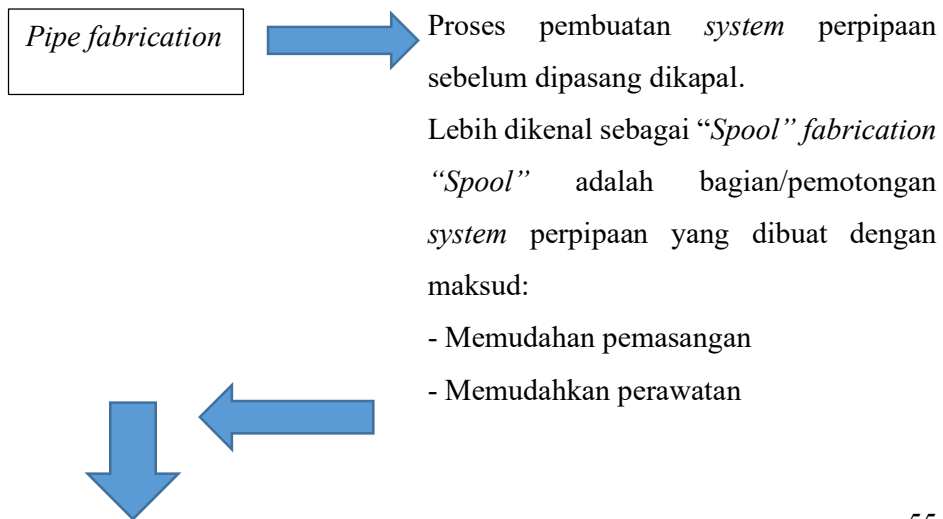 Pipe fabrication
Proses pembuatan system perpipaan
sebelum dipasang dikapal.
Lebih dikenal sebagai “Spool” fabrication
“Spool” adalah bagian/pemotongan
system perpipaan yang dibuat dengan
maksud:
- Memudahan pemasangan
- Memudahkan perawatan